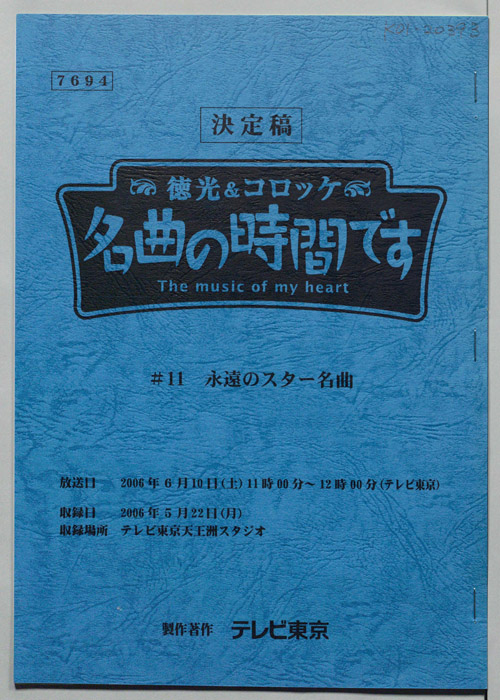 7694
決定稿
徳光&コロッケ
名曲の時間です
The music of my heart
#11 永遠のスター名曲
放送日 2006年6月10日(土)11時00分～12時00分(テレビ東京)
収録日 2006年5月22日(月)
収録場所 テレビ東京天王洲スタジオ
製作著作 テレビ東京